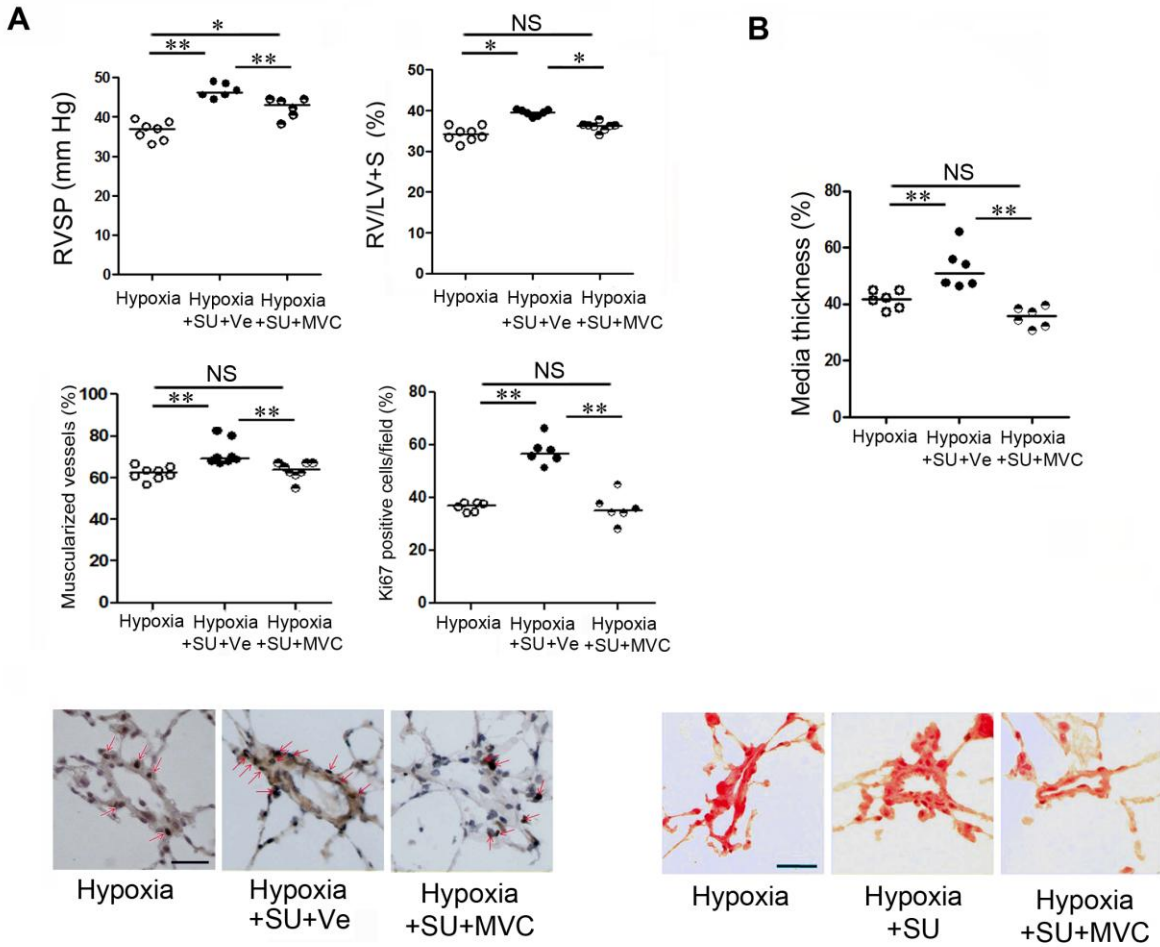 A
B
*
**
**
RVSP (mm Hg)
50
40
30
20
10
0
Hypoxia
Hypoxia
+SU+Ve
Hypoxia
+SU+MVC
NS
*
*
RV/LV+S (%)
50
40
30
20
10
0
Hypoxia
Hypoxia
+SU+Ve
Hypoxia
+SU+MVC
NS
**
**
Media thickness (%)
80
60
40
20
0
Hypoxia
Hypoxia
+SU+Ve
Hypoxia
+SU+MVC
NS
**
**
Muscularized vessels (%)
100
80
60
40
20
0
Hypoxia
Hypoxia
+SU+Ve
Hypoxia
+SU+MVC
NS
**
**
Ki67 positive cells/field (%)
80
60
40
20
0
Hypoxia
Hypoxia
+SU+Ve
Hypoxia
+SU+MVC
Hypoxia
Hypoxia
+SU+Ve
Hypoxia
+SU+MVC
Hypoxia
Hypoxia
+SU
Hypoxia
+SU+MVC